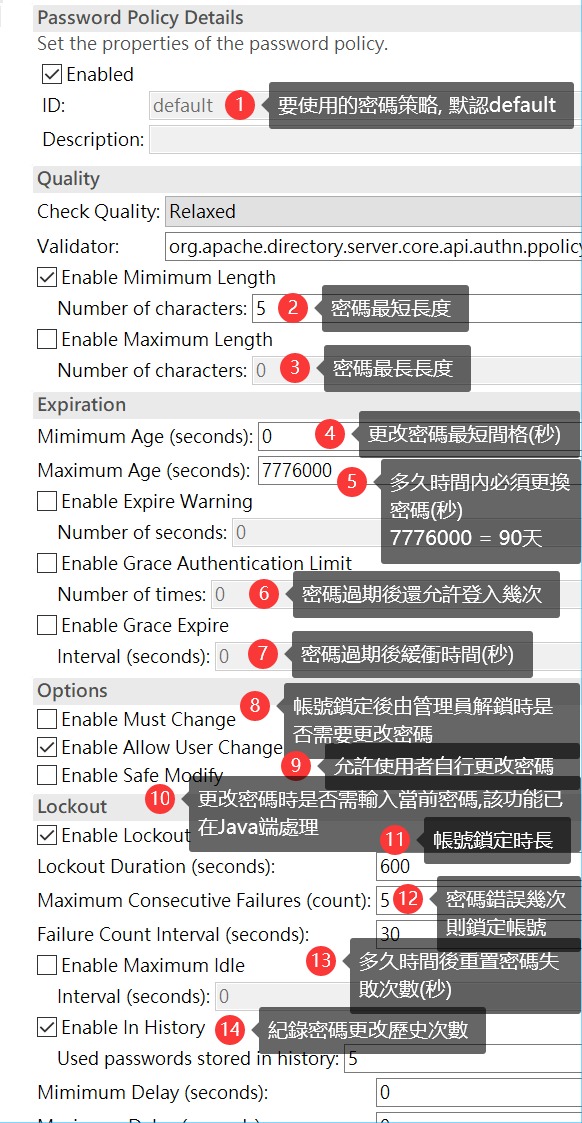 Password Policy Details
Set the properties of the password policy.
Enabled
ID: default 1 要使用的密碼策略, 默認default
Description:
Quality
Check Quality: Relaxed
Validator: org.apache.directory.server.core.api.authn.ppolicy
Enable Mimimum Length
Number of characters: 5 2 密碼最短長度
Enable Maximum Length
Number of characters: 0 3 密碼最長長度
Expiration
Mimimum Age (seconds): 0 4 更改密碼最短間格(秒)
Maximum Age (seconds): 7776000 5 多久時間內必須更換
密碼(秒)
7776000 = 90天
Enable Expire Warning
Number of seconds: 0
Enable Grace Authentication Limit
Number of times: 0 6 密碼過期後還允許登入幾次
Enable Grace Expire
Interval (seconds): 0 7 密碼過期後緩衝時間(秒)
Options
8 帳號鎖定後由管理員解鎖時是
否需要更改密碼
Enable Must Change
Enable Allow User Change
9 允許使用者自行更改密碼
Enable Safe Modify
10 更改密碼時是否需輸入當前密碼,該功能已
在Java端處理
Lockout
Enable Lockout
11 帳號鎖定時長
Lockout Duration (seconds): 600
Maximum Consecutive Failures (count): 5 12 密碼錯誤幾次
則鎖定帳號
Failure Count Interval (seconds): 30
13 多久時間後重置密碼失
敗次數(秒)
Enable Maximum Idle
Interval (seconds): 0
Enable In History 14 紀錄密碼更改歷史次數
Used passwords stored in history: 5
Mimimum Delay (seconds): 0